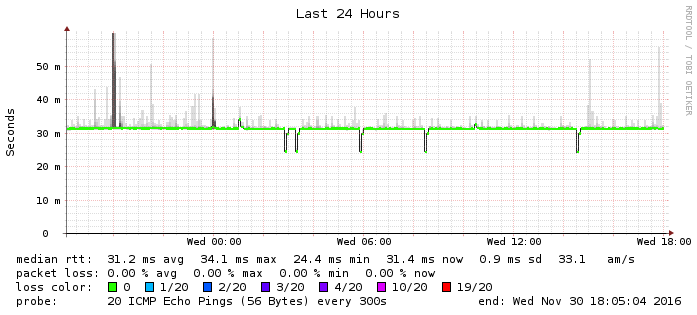 Last 24 Hours
RRDTOOL / TOBI OETIKER
Seconds
50 m
40 m
30 m
20 m
10 m
0
Wed 00:00 Wed 06:00 Wed 12:00 Wed 18:00
median rtt: 31.2 ms avg 34.1 ms max 24.4 ms min 31.4 ms now 0.9 ms sd 33.1 am/s
packet loss: 0.00 % avg 0.00 % max 0.00 % min 0.00 % now
loss color: 0 1/20 2/20 3/20 4/20 10/20 19/20
probe: 20 ICMP Echo Pings (56 Bytes) every 300s end: Wed Nov 30 18:05:04 2016